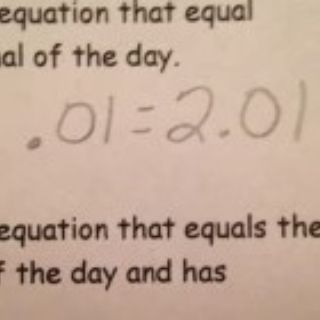 equation that equal
al of the day.
.01=2.01
equation that equals the
f the day and has